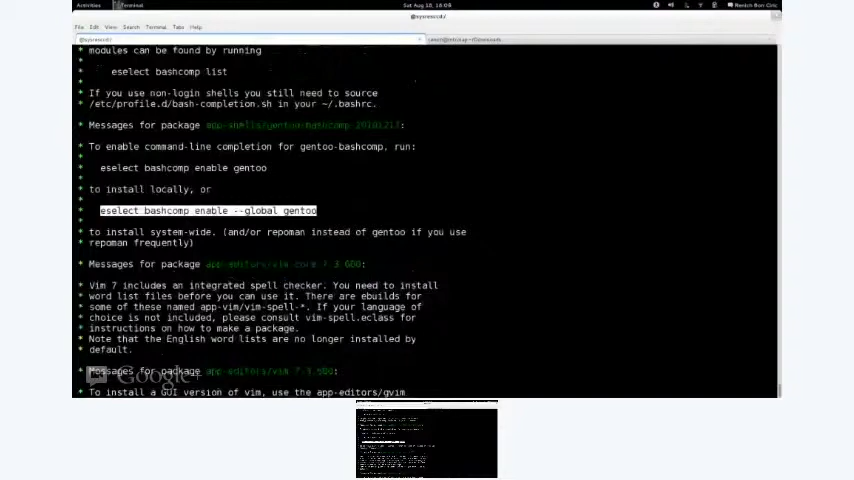 Activities Terminal Sat Aug 18, 18:09
@sysresccd:/
File Edit View Search Terminal Tabs Help
@sysresccd:/
* modules can be found by running
*
* eselect bashcomp list
*
* If you use non-login shells you still need to source
* /etc/profile.d/bash-completion.sh in your ~/.bashrc.
* Messages for package app-shells/gentoo-bashcomp-20101217:
* To enable command-line completion for gentoo-bashcomp, run:
*
* eselect bashcomp enable gentoo
*
* to install locally, or
*
* eselect bashcomp enable --global gentoo
*
* to install system-wide. (and/or repoman instead of gentoo if you use
* repoman frequently)
* Messages for package app-editors/vim-core-7.3.600:
* Vim 7 includes an integrated spell checker. You need to install
* word list files before you can use it. There are ebuilds for
* some of these named app-vim/vim-spell-*. If your language of
* choice is not included, please consult vim-spell.eclass for
* instructions on how to make a package.
* Note that the English word lists are no longer installed by
* default.
* Messages for package app-editors/vim-7.3.600:
Google+
* To install a GUI version of vim, use the app-editors/gvim